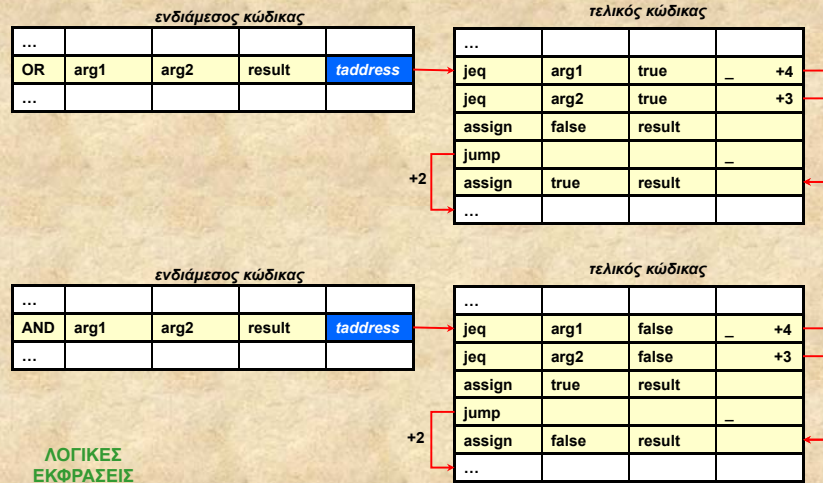 ενδιάμεσος κώδικας
...
OR arg1 arg2 result taddress
...
τελικός κώδικας
...
jeq arg1 true _ +4
jeq arg2 true +3
assign false result
jump _
+2
assign true result
...
ενδιάμεσος κώδικας
...
AND arg1 arg2 result taddress
...
τελικός κώδικας
...
jeq arg1 false _ +4
jeq arg2 false +3
assign true result
jump _
+2
assign false result
...
ΛΟΓΙΚΕΣ
ΕΚΦΡΑΣΕΙΣ